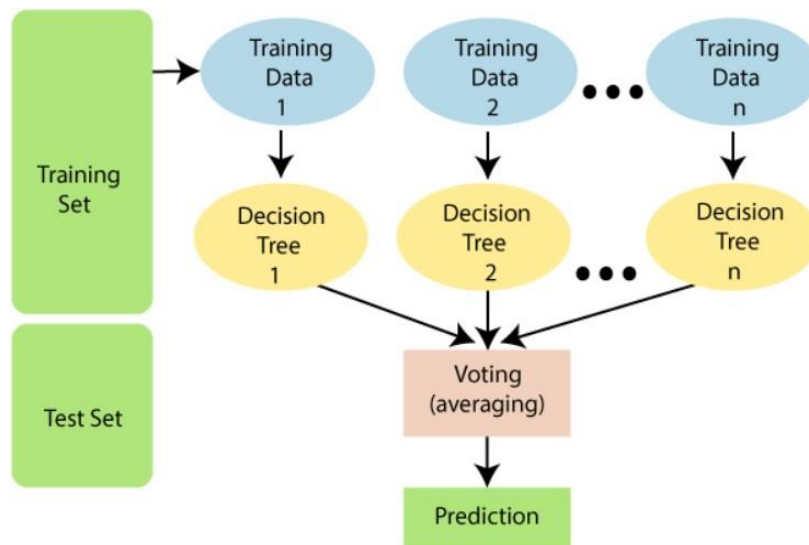 Training
Set
Training
Data
1
Training
Data
2
Training
Data
n
Decision
Tree
1
Decision
Tree
2
Decision
Tree
n
Test Set
Voting
(averaging)
Prediction